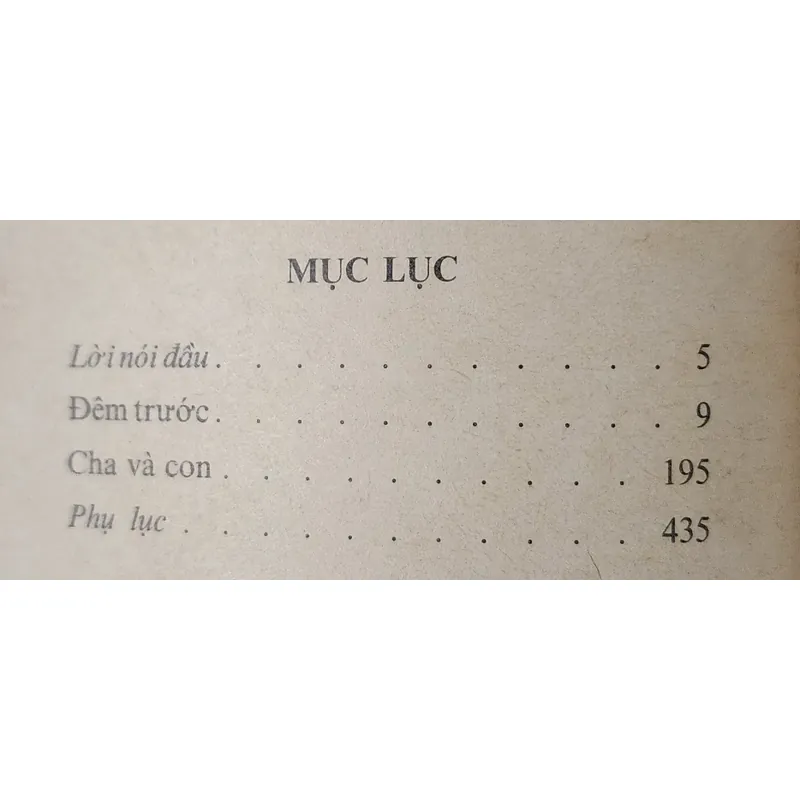 MỤC LỤC
Lời nói đầu . . . . . . . . . . . . 5
Đêm trước . . . . . . . . . . . . 9
Cha và con . . . . . . . . . . . 195
Phụ lục . . . . . . . . . . . . 435